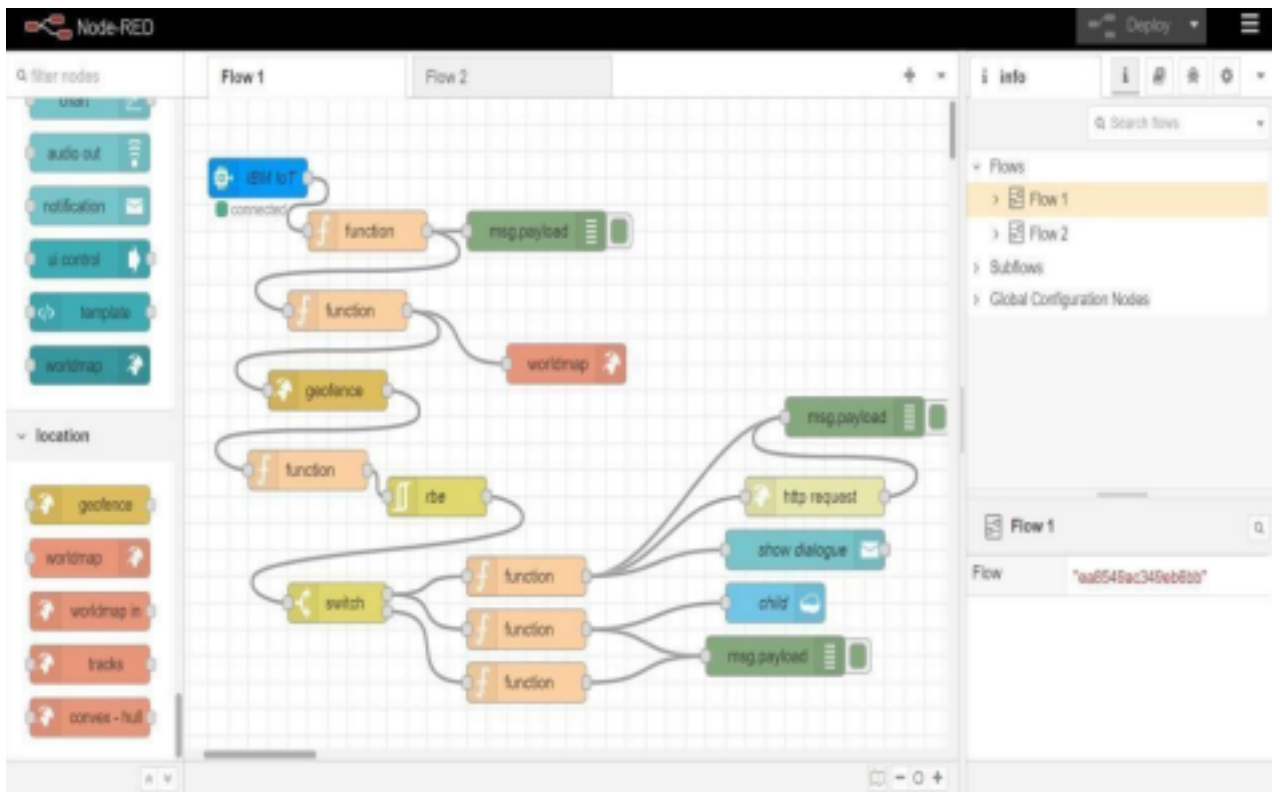 Node-RED
Deploy
filter nodes
Flow 1
Flow 2
info
i
chart
audio out
notification
ui control
template
worldmap
location
geofence
worldmap
worldmap in
tracks
convex - hull
IBM IoT
connected
function
msg.payload
function
worldmap
geofence
msg.payload
function
rbe
http request
show dialogue
function
switch
child
function
msg.payload
function
Search flows
Flows
Flow 1
Flow 2
Subflows
Global Configuration Nodes
Flow 1
Flow